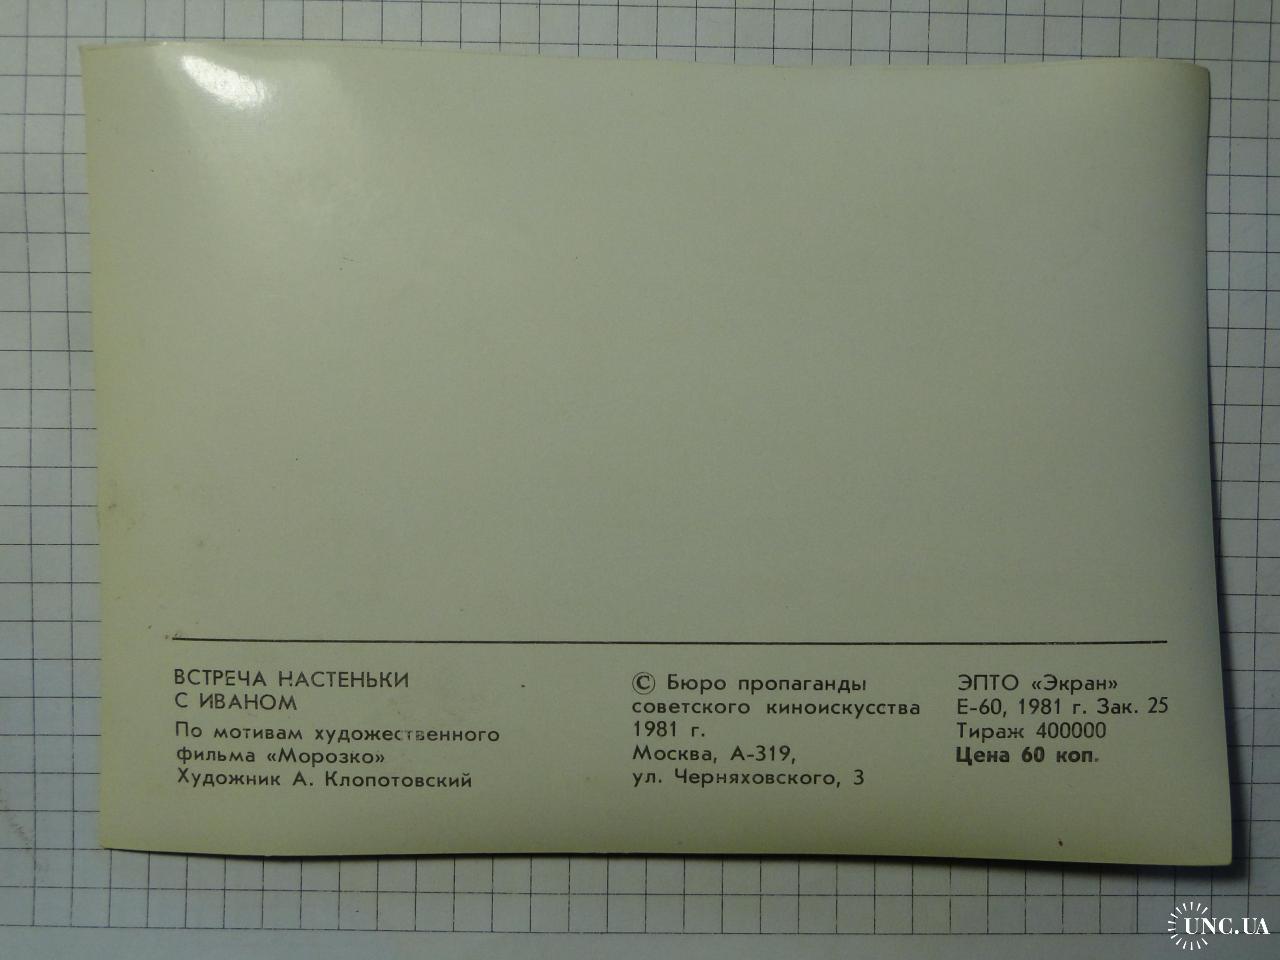 ВСТРЕЧА НАСТЕНЬКИ
С ИВАНОМ
По мотивам художественного
фильма «Морозко»
Художник А. Клопотовский
© Бюро пропаганды
советского киноискусства
1981 г.
Москва, А-319,
ул. Черняховского, 3
ЭПТО «Экран»
Е-60, 1981 г. Зак. 25
Тираж 400000
Цена 60 коп.
UNC.UA